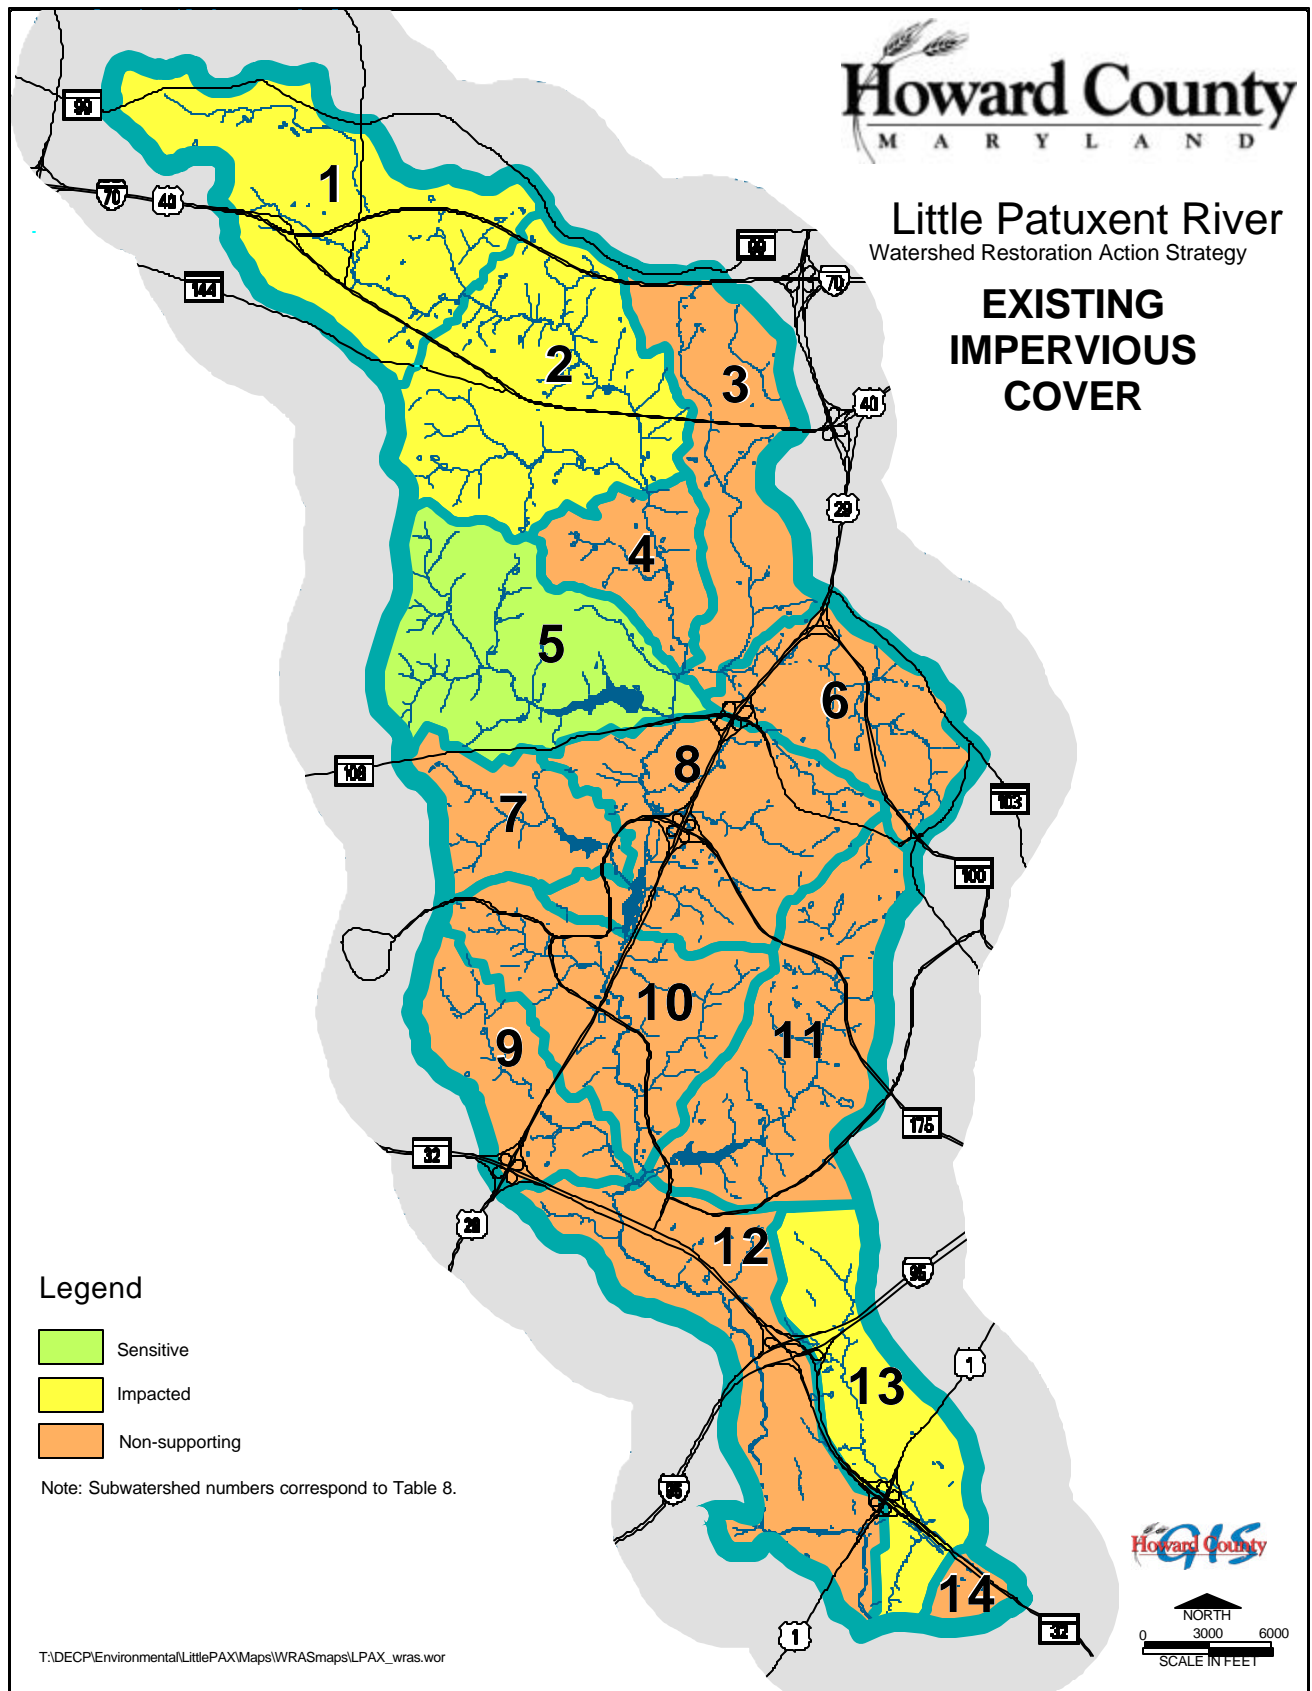 Howard County
MARYLAND
Little Patuxent River
Watershed Restoration Action Strategy
EXISTING
IMPERVIOUS
COVER
99
1
70
40
99
144
70
2
3
40
29
4
5
6
8
108
103
7
100
10
9
11
175
32
29
12
95
Legend
Sensitive
1
13
Impacted
Non-supporting
95
Note: Subwatershed numbers correspond to Table 8.
Howard County
GIS
14
NORTH
32
1
0 3000 6000
SCALE IN FEET
T:\DECP\Environmental\LittlePAX\Maps\WRASmaps\LPAX_wras.wor